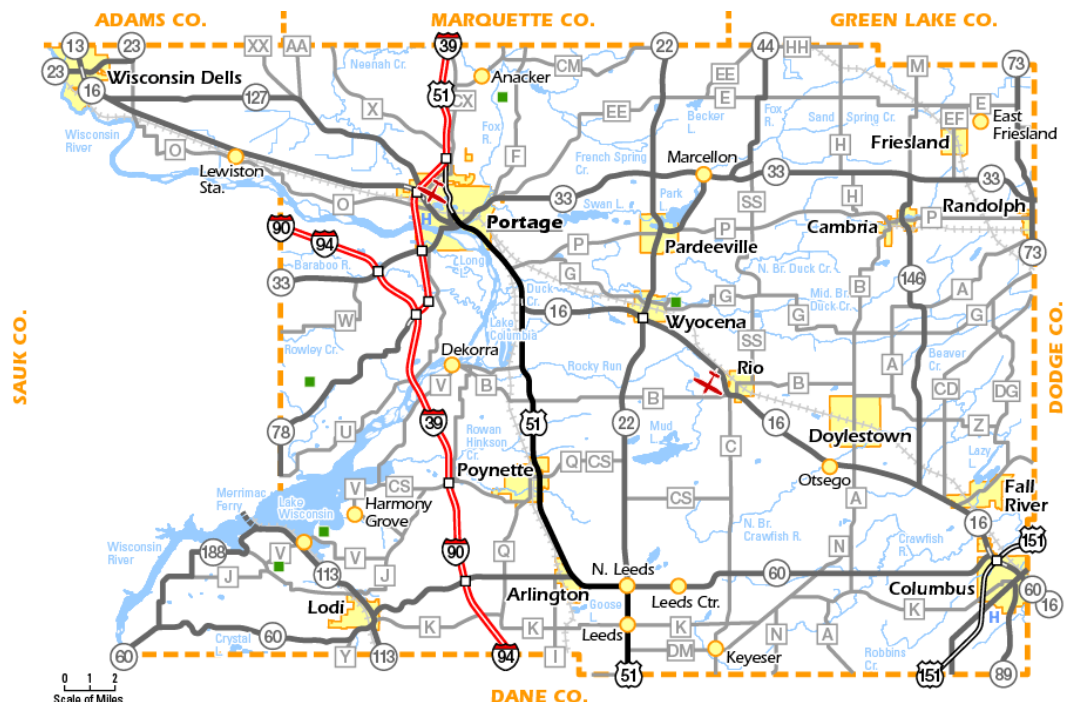 ADAMS CO.
MARQUETTE CO.
GREEN LAKE CO.
13
23
XX
AA
39
22
44
HH
Neenah Cr.
CM
M
73
23
Wisconsin Dells
Anacker
EE
16
127
51
CX
EE
E
E
X
Fox R.
Becker L.
Fox R.
Sand Spring Cr.
EF
East Friesland
Wisconsin River
O
Lewiston Sta.
F
French Spring Cr.
Marcellon
H
Friesland
33
33
33
O
H
Swan L.
Park L.
SS
H
Randolph
90
94
Portage
P
Pardeeville
Cambria
P
73
Baraboo R.
Long L.
G
N. Br. Duck Cr.
33
Duck Cr.
B
146
A
W
16
G
Mid. Br. Duck Cr.
Wyocena
G
G
Lake Columbia
Rowley Cr.
Dekorra
SS
Rocky Run
A
Beaver Cr.
SAUK CO.
DODGE CO.
V
B
Rio
B
CD
DG
B
78
U
39
51
22
16
Z
Rowan Hinkson Cr.
Mud L.
C
Doylestown
Lazy L.
Poynette
Q
CS
Otsego
Merrimac Ferry
Lake Wisconsin
V
CS
Harmony Grove
CS
A
Fall River
N. Br. Crawfish R.
16
Wisconsin River
188
V
V
90
Q
N
Crawfish R.
151
J
113
J
N. Leeds
60
Columbus
Lodi
Arlington
Goose L.
Leeds Ctr.
60
16
60
K
K
Leeds
K
K
H
Crystal L.
N
A
60
Y
113
94
I
DM
Keyeser
Robbins Cr.
51
151
89
0 1 2
Scale of Miles
DANE CO.